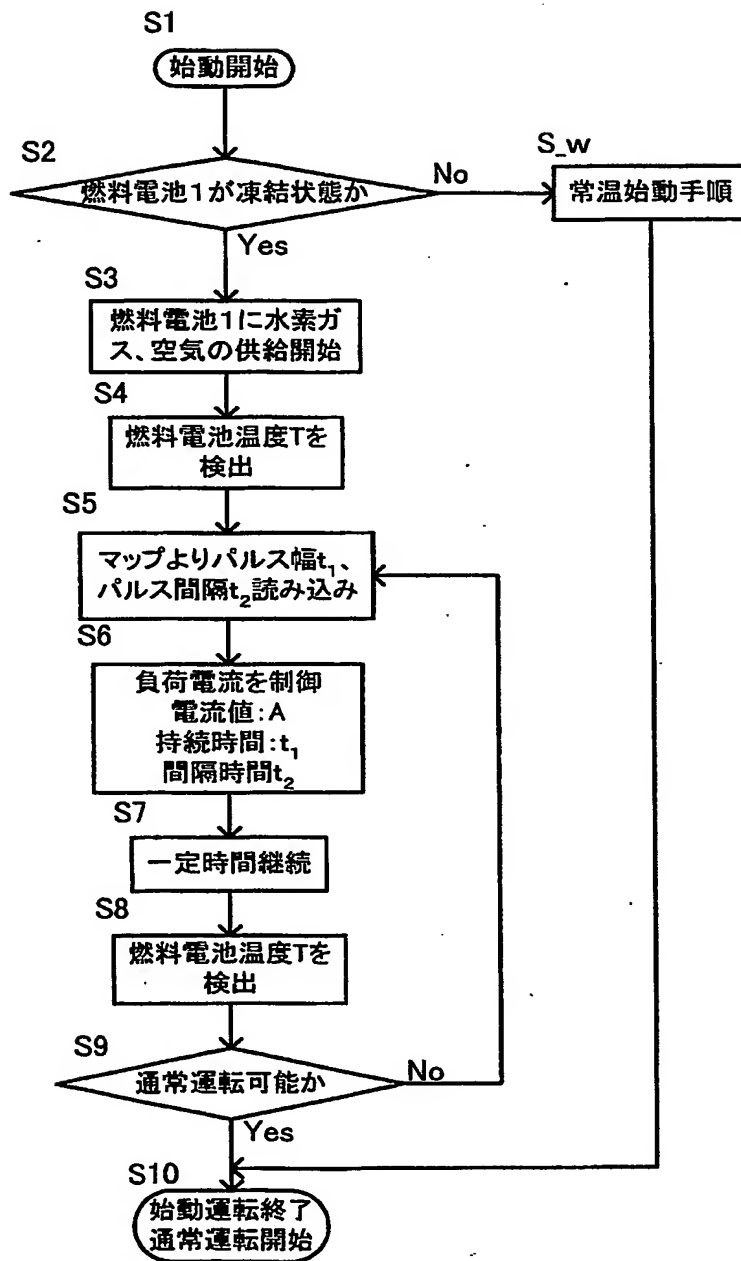 S1
始動開始
S2
燃料電池1が凍結状態か
No
S_w
常温始動手順
Yes
S3
燃料電池1に水素ガ
ス、空気の供給開始
S4
燃料電池温度Tを
検出
S5
マップよりパルス幅t₁、
パルス間隔t₂読み込み
S6
負荷電流を制御
電流値:A
持続時間:t₁
間隔時間t₂
S7
一定時間継続
S8
燃料電池温度Tを
検出
S9
通常運転可能か
No
Yes
S10
始動運転終了
通常運転開始